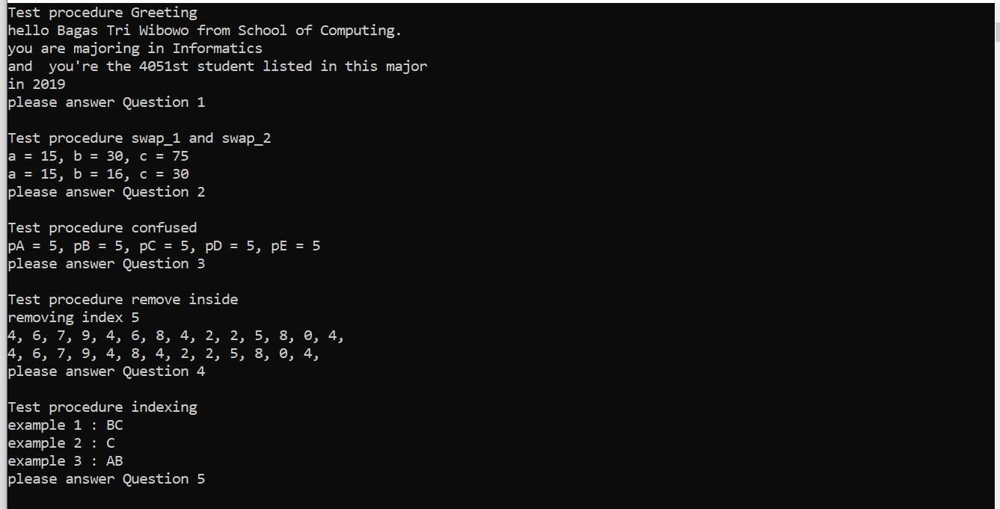 Test procedure Greeting
hello Bagas Tri Wibowo from School of Computing.
you are majoring in Informatics
and  you're the 4051st student listed in this major
in 2019
please answer Question 1

Test procedure swap_1 and swap_2
a = 15, b = 30, c = 75
a = 15, b = 16, c = 30
please answer Question 2

Test procedure confused
pA = 5, pB = 5, pC = 5, pD = 5, pE = 5
please answer Question 3

Test procedure remove inside
removing index 5
4, 6, 7, 9, 4, 6, 8, 4, 2, 2, 5, 8, 0, 4,
4, 6, 7, 9, 4, 8, 4, 2, 2, 5, 8, 0, 4,
please answer Question 4

Test procedure indexing
example 1 : BC
example 2 : C
example 3 : AB
please answer Question 5